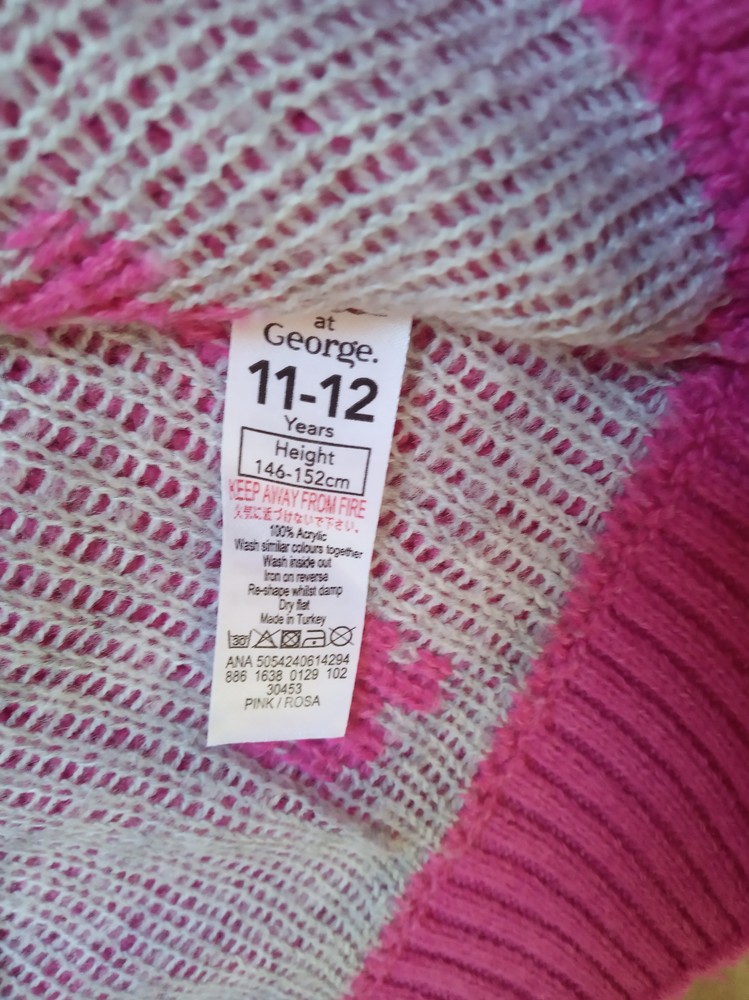 at
George.
11-12
Years
Height
146-152cm
KEEP AWAY FROM FIRE
火気に近づけないで下さい。
100% Acrylic
Wash similar colours together
Wash inside out
Iron on reverse
Re-shape whilst damp
Dry flat
Made in Turkey
30
ANA 5054240614294
886 1638 0129 102
30453
PINK / ROSA